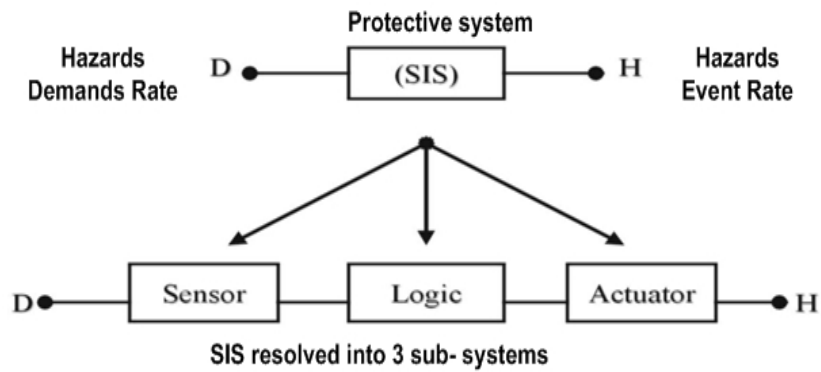 Protective system
Hazards
Demands Rate
D
(SIS)
H
Hazards
Event Rate
D
Sensor
Logic
Actuator
H
SIS resolved into 3 sub- systems